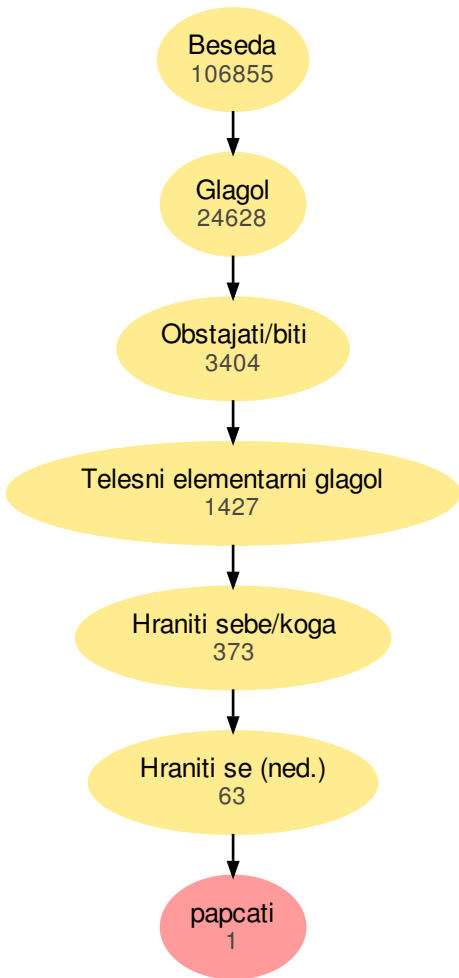 Beseda
106855
Glagol
24628
Obstajati/biti
3404
Telesni elementarni glagol
1427
Hraniti sebe/koga
373
Hraniti se (ned.)
63
papcati
1